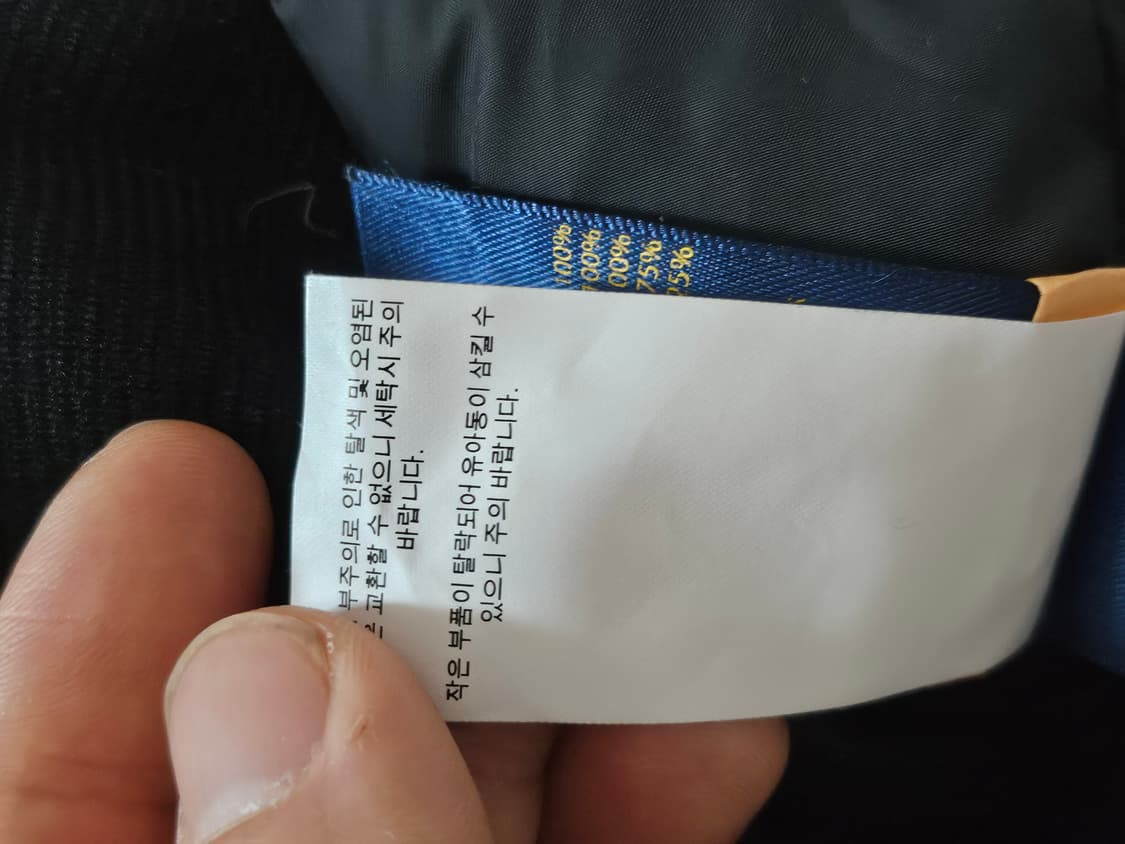 부주의로 인한 탈색 및 오염된
교환할 수 없으니 세탁시 주의
바랍니다.
작은 부품이 탈락되어 유아동이 삼킬 수
있으니 주의 바랍니다.
100%
100%
00%
75%
25%